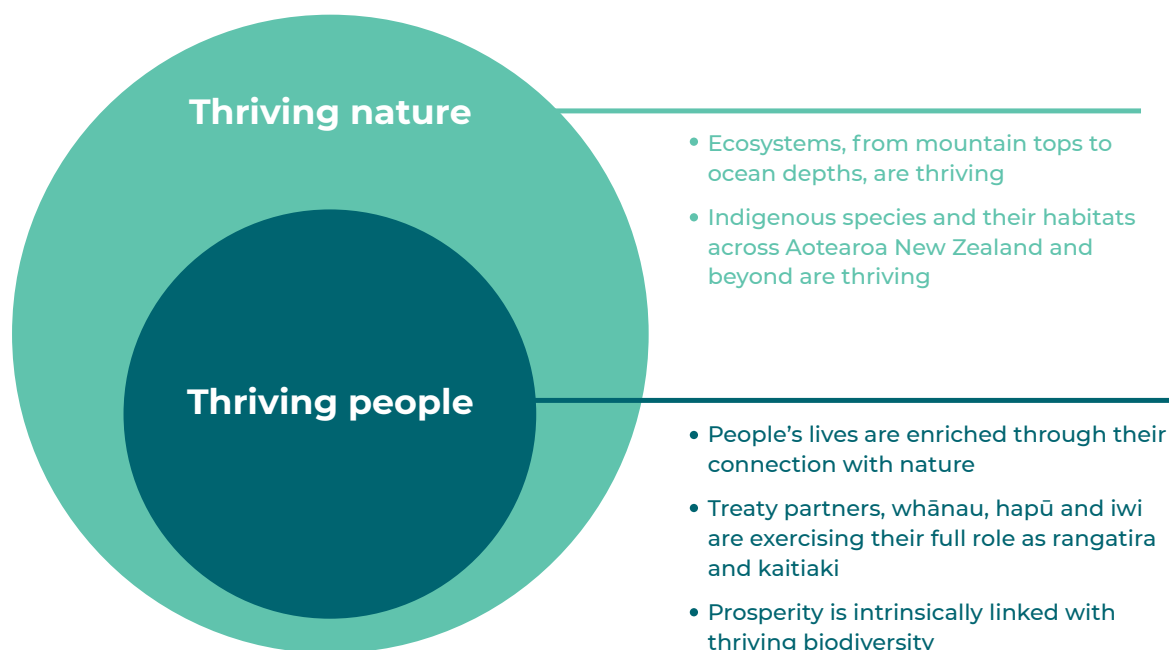 Thriving nature
• Ecosystems, from mountain tops to
ocean depths, are thriving
• Indigenous species and their habitats
across Aotearoa New Zealand and
beyond are thriving
Thriving people
• People’s lives are enriched through their
connection with nature
• Treaty partners, whānau, hapū and iwi
are exercising their full role as rangatira
and kaitiaki
• Prosperity is intrinsically linked with
thriving biodiversity